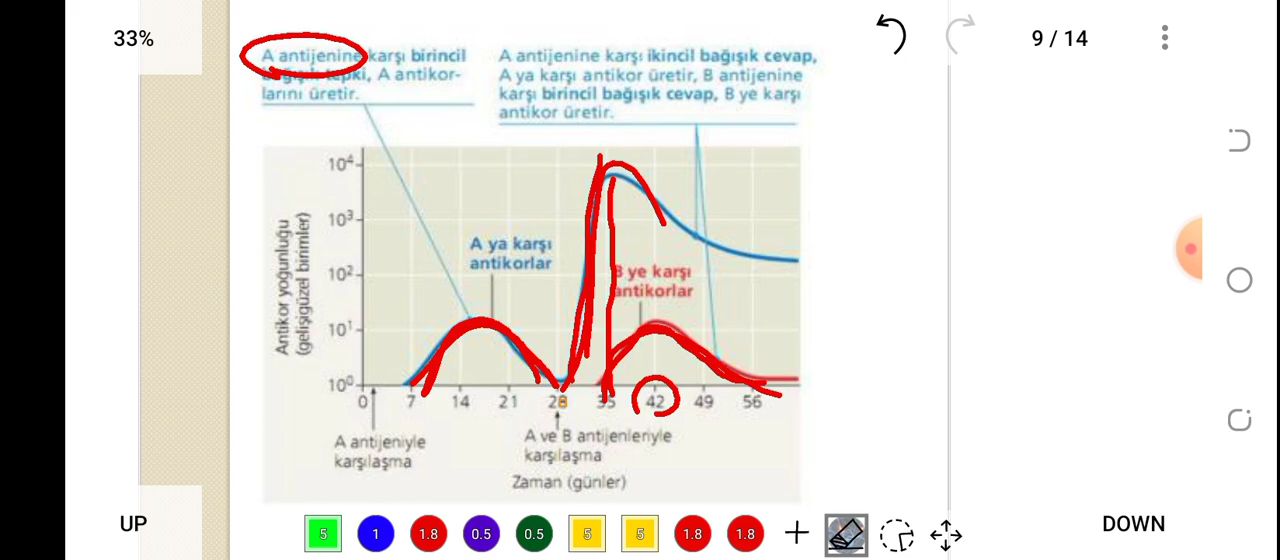 33%
9 / 14
A antijenine karşı birincil
bağışık tepki, A antikor-
larını üretir.
A antijenine karşı ikincil bağışık cevap,
A ya karşı antikor üretir, B antijenine
karşı birincil bağışık cevap, B ye karşı
antikor üretir.
Antikor yoğunluğu
(gelişigüzel birimler)
10⁴
10³
10²
10¹
10⁰
A ya karşı
antikorlar
B ye karşı
antikorlar
0 7 14 21 28 35 42 49 56
A antijeniyle
karşılaşma
A ve B antijenleriyle
karşılaşma
Zaman (günler)
UP
5 1 1.8 0.5 0.5 5 5 1.8 1.8
DOWN